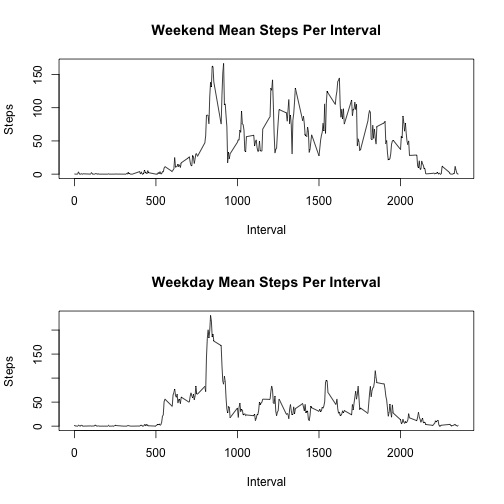 Weekend Mean Steps Per Interval
Steps
0 50 100 150
0 500 1000 1500 2000
Interval
Weekday Mean Steps Per Interval
Steps
0 50 150
0 500 1000 1500 2000
Interval